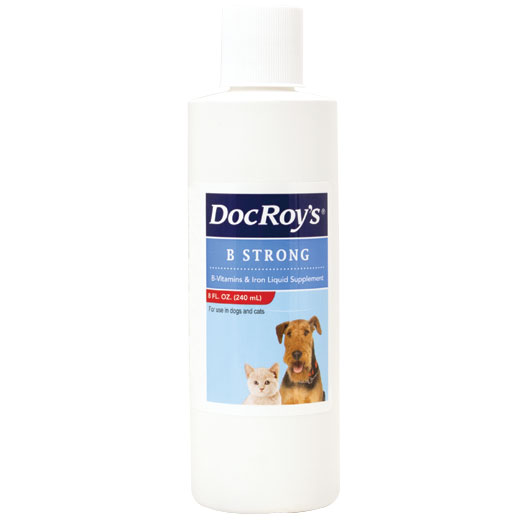 DocRoy's®
B STRONG
B-Vitamins & Iron Liquid Supplement
8 FL. OZ. (240 mL)
For use in dogs and cats